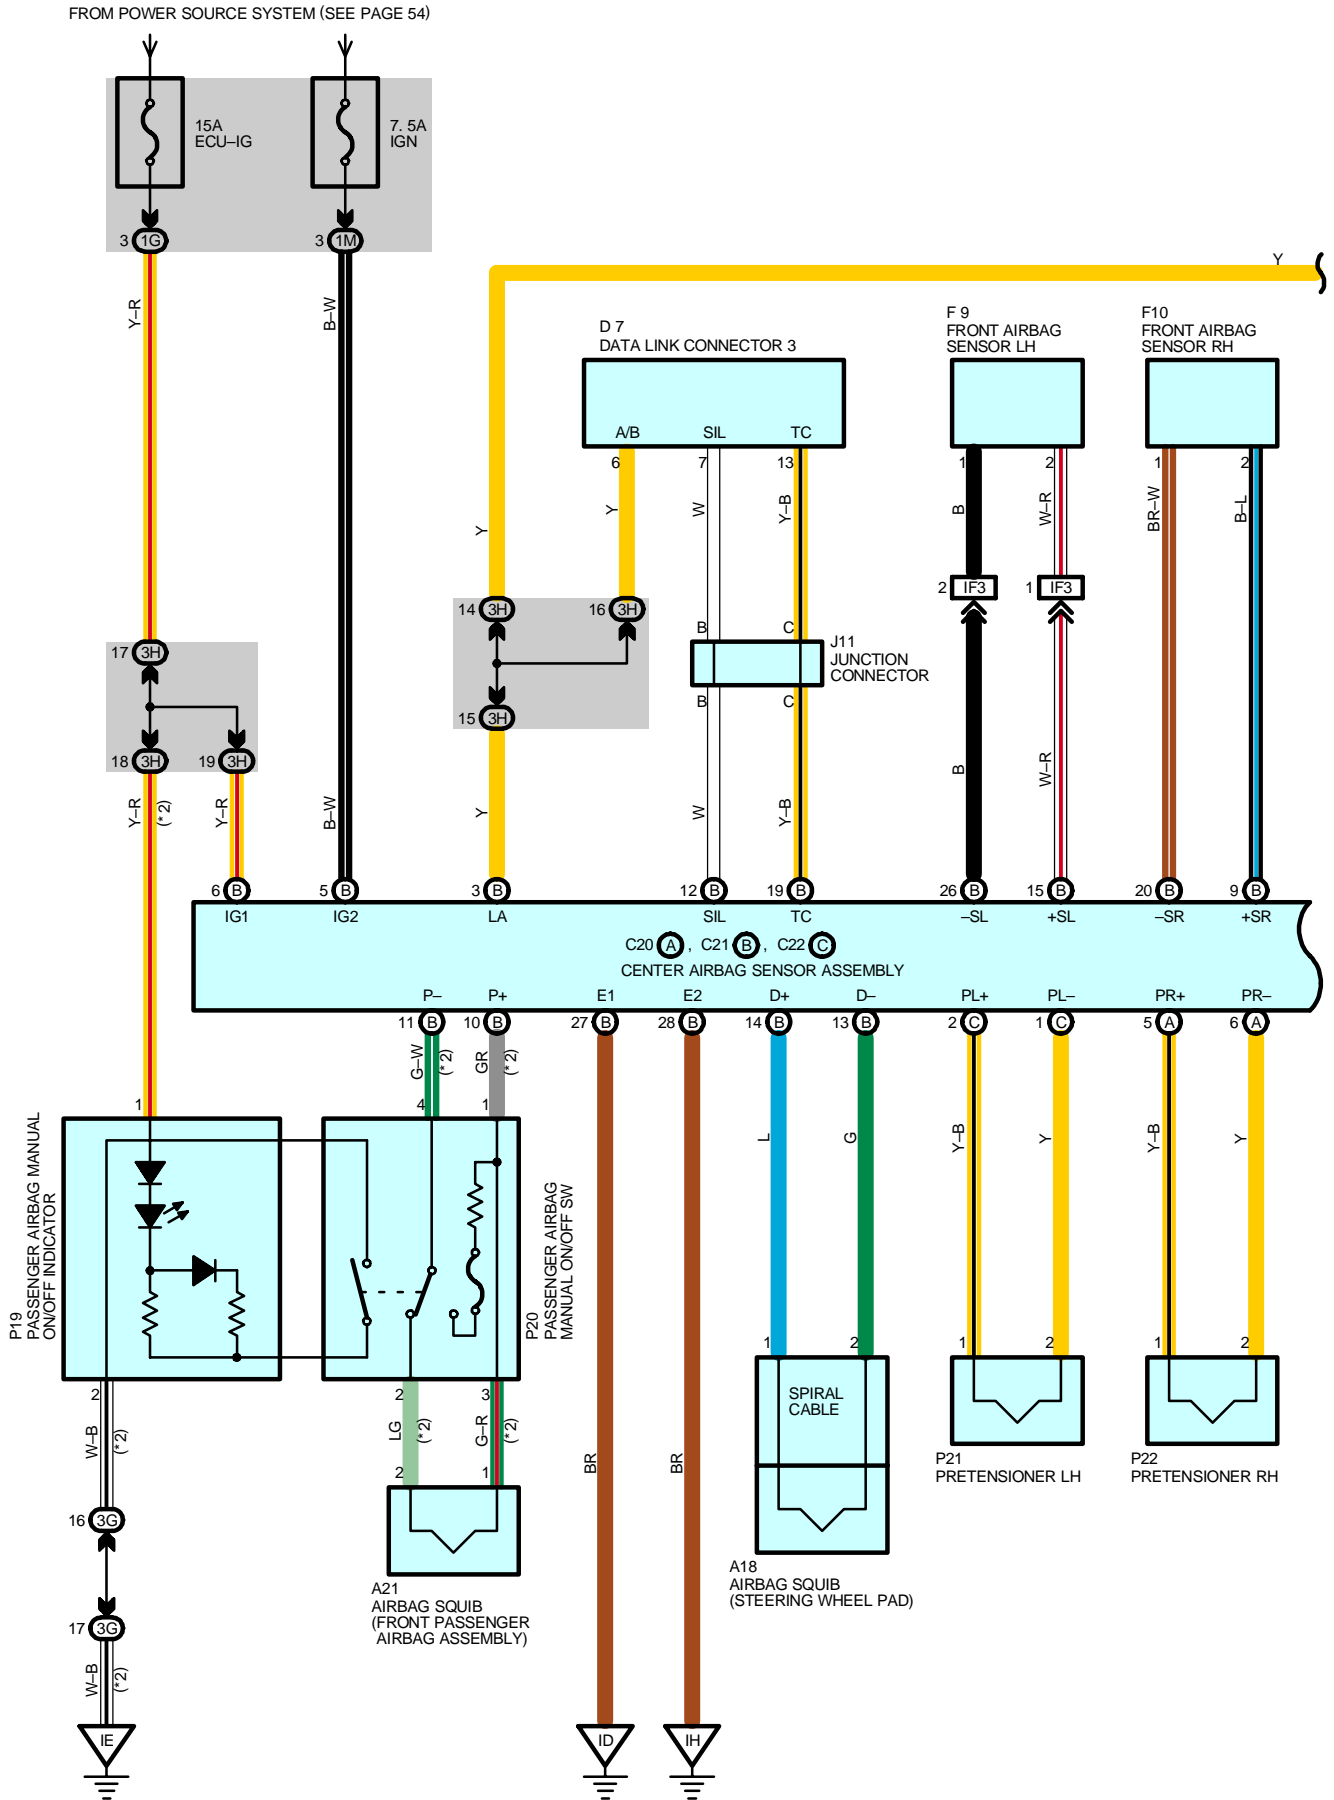 FROM POWER SOURCE SYSTEM (SEE PAGE 54)
15A
ECU–IG
7. 5A
IGN
3 1G
3 1M
Y–R
B–W
Y
D 7
DATA LINK CONNECTOR 3
F 9
FRONT AIRBAG
SENSOR LH
F10
FRONT AIRBAG
SENSOR RH
A/B SIL TC
6 7 13 1 2 1 2
Y Y W Y–B B W–R BR–W B–L
2 IF3 1 IF3
14 3H 16 3H
B C
J11
JUNCTION
CONNECTOR
17 3H
B C
15 3H
18 3H 19 3H
Y–R (*2) Y–R B–W Y W Y–B B W–R
6 B 5 B 3 B 12 B 19 B 26 B 15 B 20 B 9 B
IG1 IG2 LA SIL TC –SL +SL –SR +SR
C20 A , C21 B , C22 C
CENTER AIRBAG SENSOR ASSEMBLY
P– P+ E1 E2 D+ D– PL+ PL– PR+ PR–
11 B 10 B 27 B 28 B 14 B 13 B 2 C 1 C 5 A 6 A
G–W (*2) GR (*2)
1 4 1
L G Y–B Y Y–B Y
P19
PASSENGER AIRBAG MANUAL
ON/OFF INDICATOR
P20
PASSENGER AIRBAG
MANUAL ON/OFF SW
1 2 1 2 1 2
2 2 3
SPIRAL
CABLE
W–B (*2) LG (*2) G–R (*2)
BR BR
2 1
P21
PRETENSIONER LH
P22
PRETENSIONER RH
16 3G
A18
AIRBAG SQUIB
(STEERING WHEEL PAD)
A21
AIRBAG SQUIB
(FRONT PASSENGER
AIRBAG ASSEMBLY)
17 3G
W–B (*2)
IE ID IH